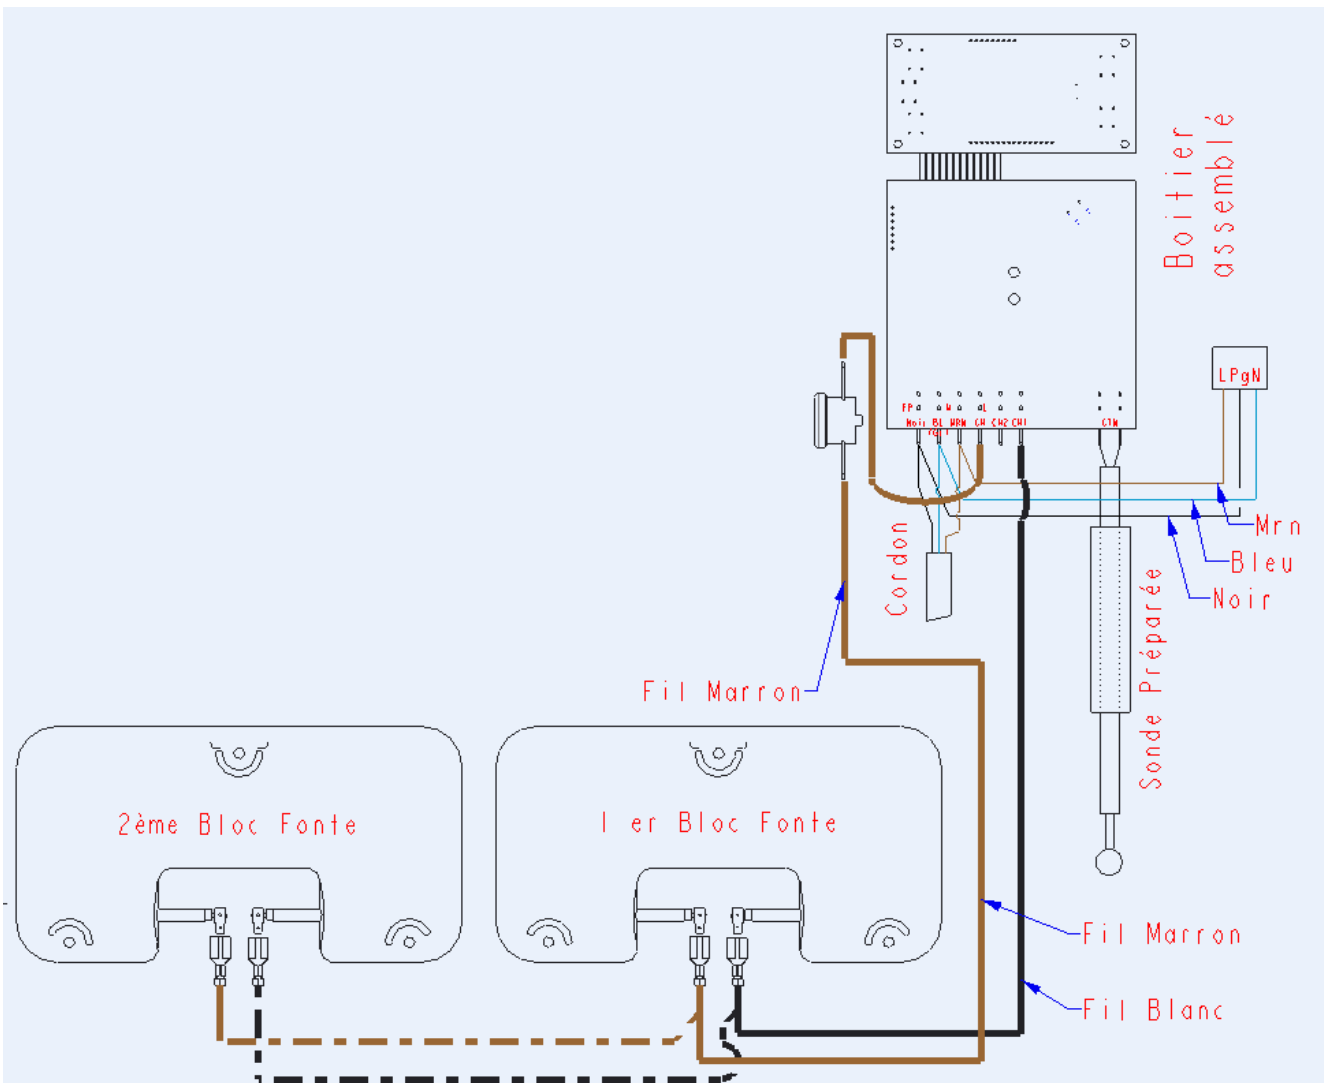 Boitier
assemblé
LPgN
FP
N
L
Noir BL MRN CH CH2 CH1
CTN
Mrn
Bleu
Noir
Cordon
Sonde Préparée
Fil Marron
2ème Bloc Fonte
1 er Bloc Fonte
Fil Marron
Fil Blanc